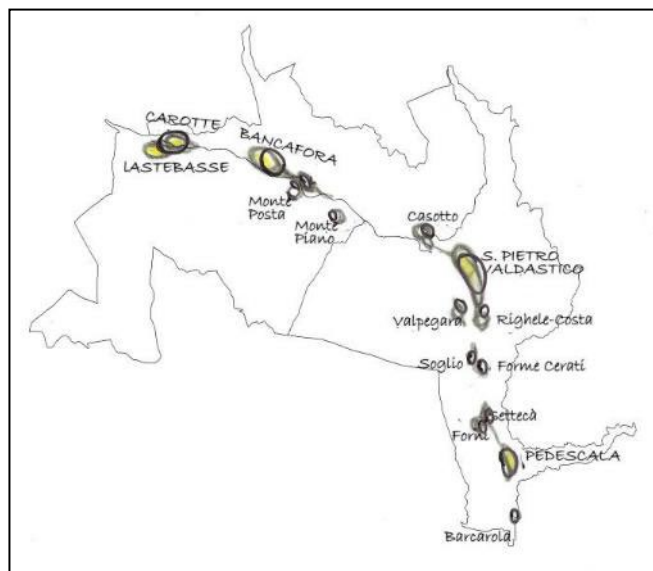 CAROTTE
LASTEBASSE
BANCAFORA
Monte
Posta
Monte
Piano
Casotto
S. PIETRO
VALDASTICO
Valpegara
Righele-Costa
Soglio
Forme Cerati
Settecà
Forni
PEDESCALA
Barcarola